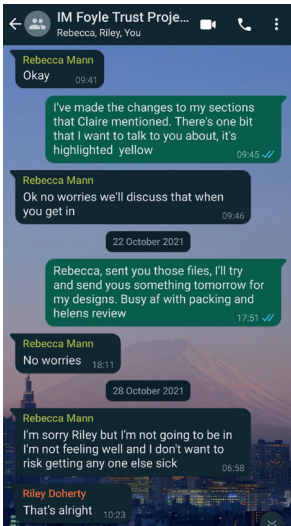 IM Foyle Trust Proje...
Rebecca, Riley, You
Rebecca Mann
Okay
09:41
I've made the changes to my sections
that Claire mentioned. There's one bit
that I want to talk to you about, it's
highlighted yellow
09:45
Rebecca Mann
Ok no worries we'll discuss that when
you get in
09:46
22 October 2021
Rebecca, sent you those files, I'll try
and send yous something tomorrow for
my designs. Busy af with packing and
helens review
17:51
Rebecca Mann
No worries
18:11
28 October 2021
Rebecca Mann
I'm sorry Riley but I'm not going to be in
I'm not feeling well and I don't want to
risk getting any one else sick
06:58
Riley Doherty
That's alright
10:23